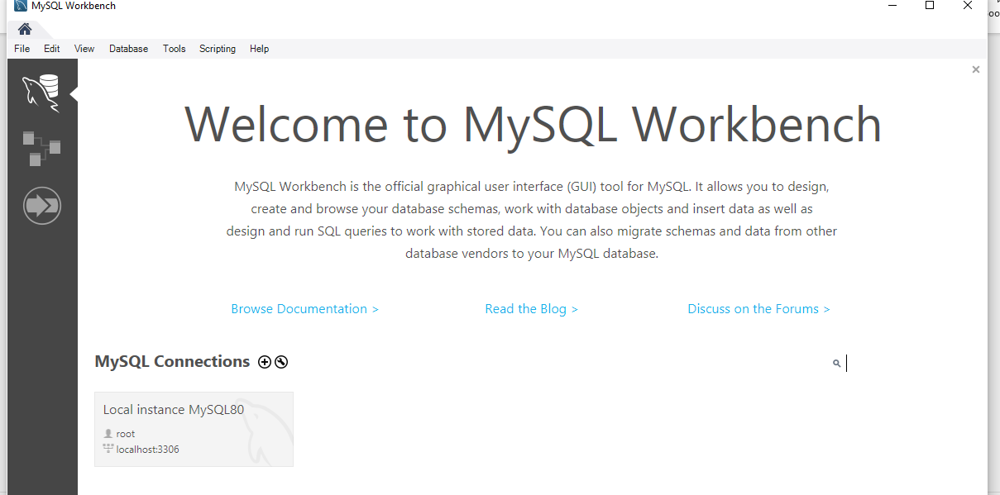 MySQL Workbench
File Edit View Database Tools Scripting Help
Welcome to MySQL Workbench
MySQL Workbench is the official graphical user interface (GUI) tool for MySQL. It allows you to design,
create and browse your database schemas, work with database objects and insert data as well as
design and run SQL queries to work with stored data. You can also migrate schemas and data from other
database vendors to your MySQL database.
Browse Documentation > Read the Blog > Discuss on the Forums >
MySQL Connections
Local instance MySQL80
root
localhost:3306